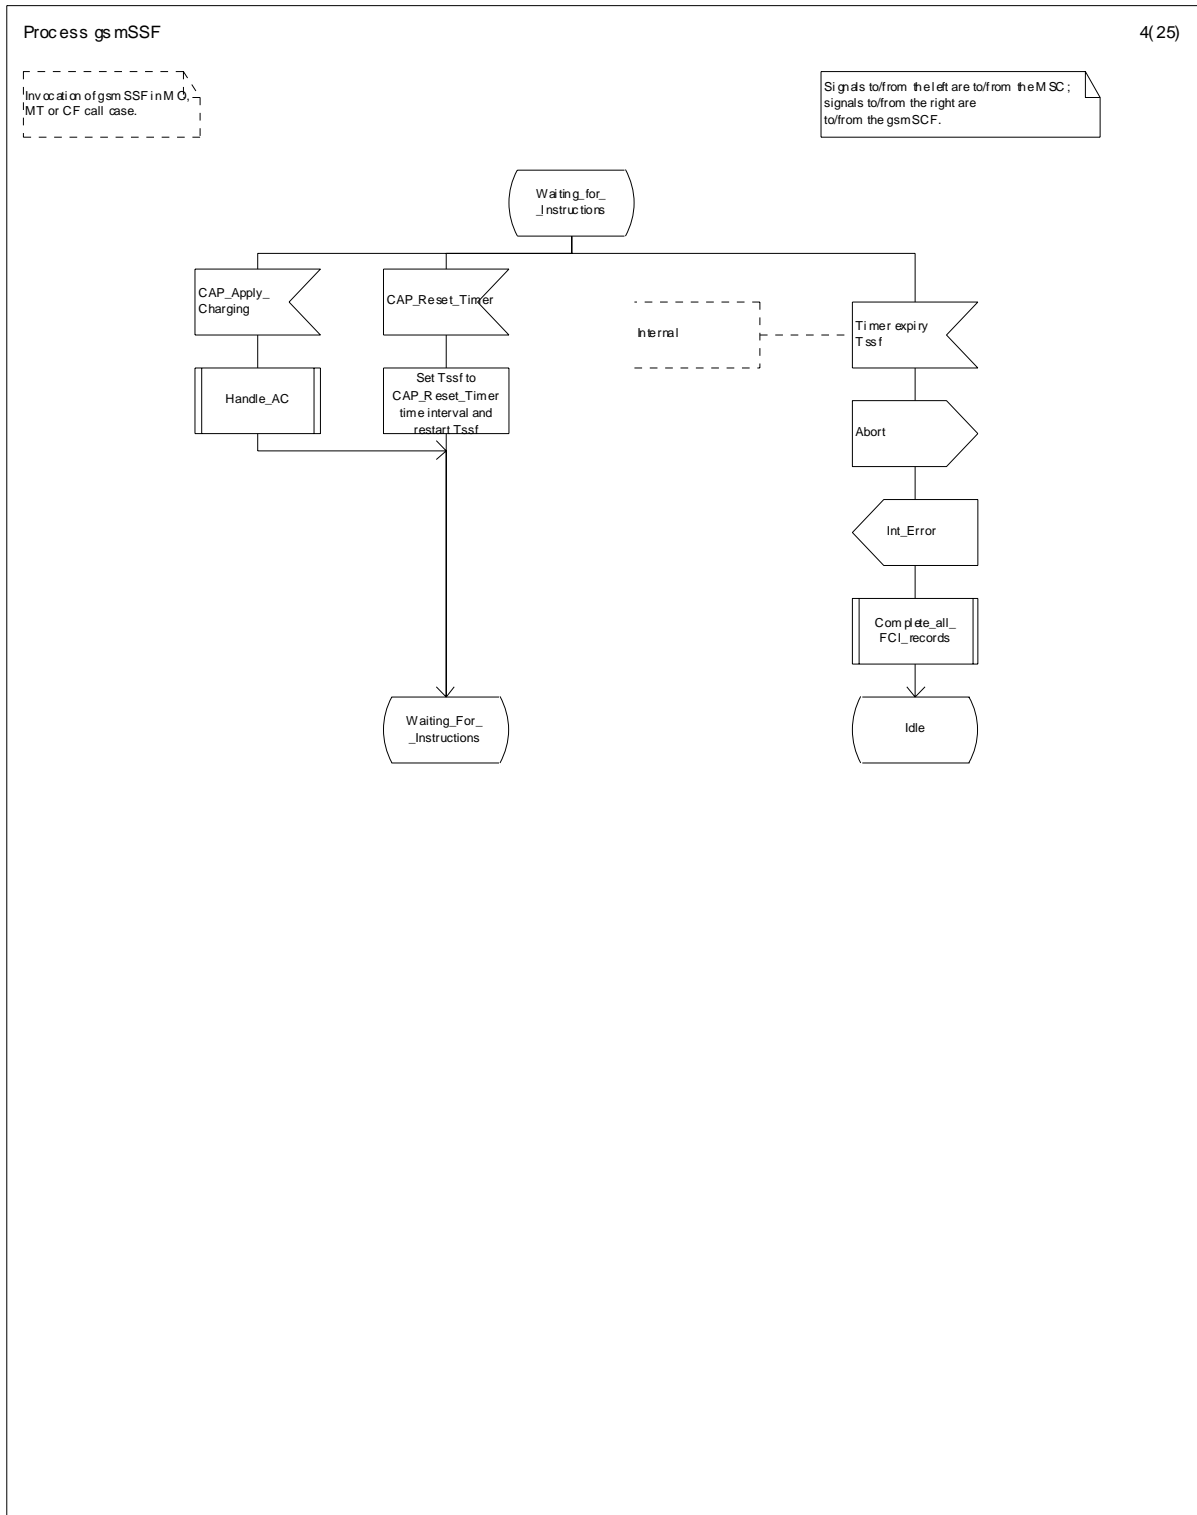 Process gsmSSF
4(25)
Invocation of gsmSSF in MO,
MT or CF call case.
Signals to/from the left are to/from the MSC;
signals to/from the right are
to/from the gsmSCF.
Waiting_for_
_Instructions
CAP_Apply_
Charging
CAP_Reset_Timer
Internal
Timer expiry
Tssf
Handle_AC
Set Tssf to
CAP_Reset_Timer
time interval and
restart Tssf
Abort
Int_Error
Complete_all_
FCI_records
Waiting_For_
_Instructions
Idle